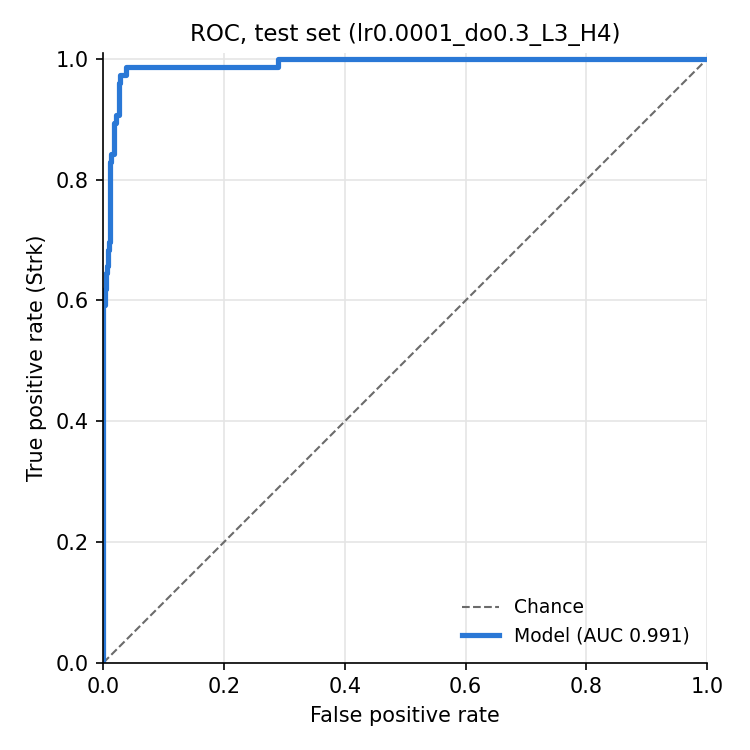 ROC, test set (lr0.0001_do0.3_L3_H4)
True positive rate (Strk)
1.0
0.8
0.6
0.4
0.2
0.0
Chance
Model (AUC 0.991)
0.0 0.2 0.4 0.6 0.8 1.0
False positive rate